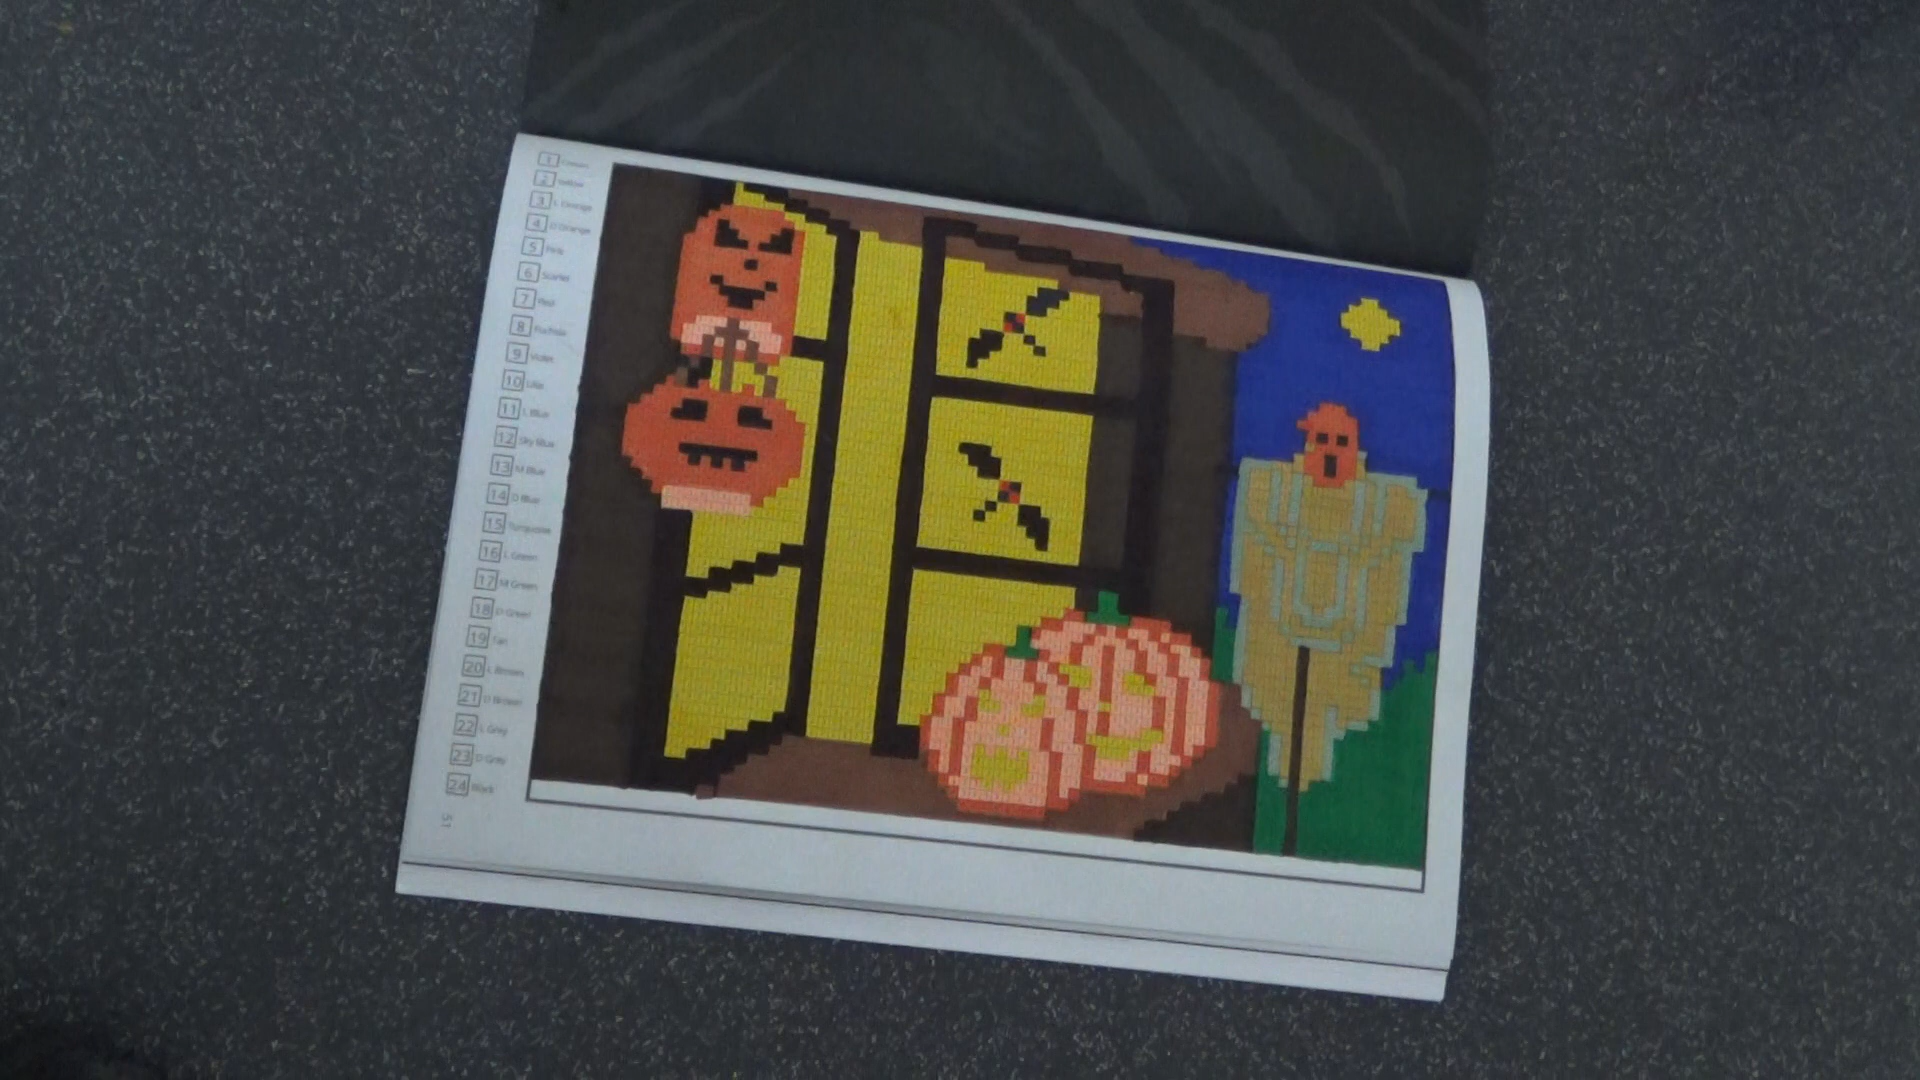 1
2 Yellow
3 L Orange
4 D Orange
5 Pink
6 Scarlet
7 Red
8 Fuchsia
9 Violet
10 Lilac
11 L Blue
12 Sky Blue
13 M Blue
14 D Blue
15 Turquoise
16 L Green
17 M Green
18 D Green
19 Tan
20 L Brown
21 D Brown
22 L Gray
23 D Gray
24 Black
51